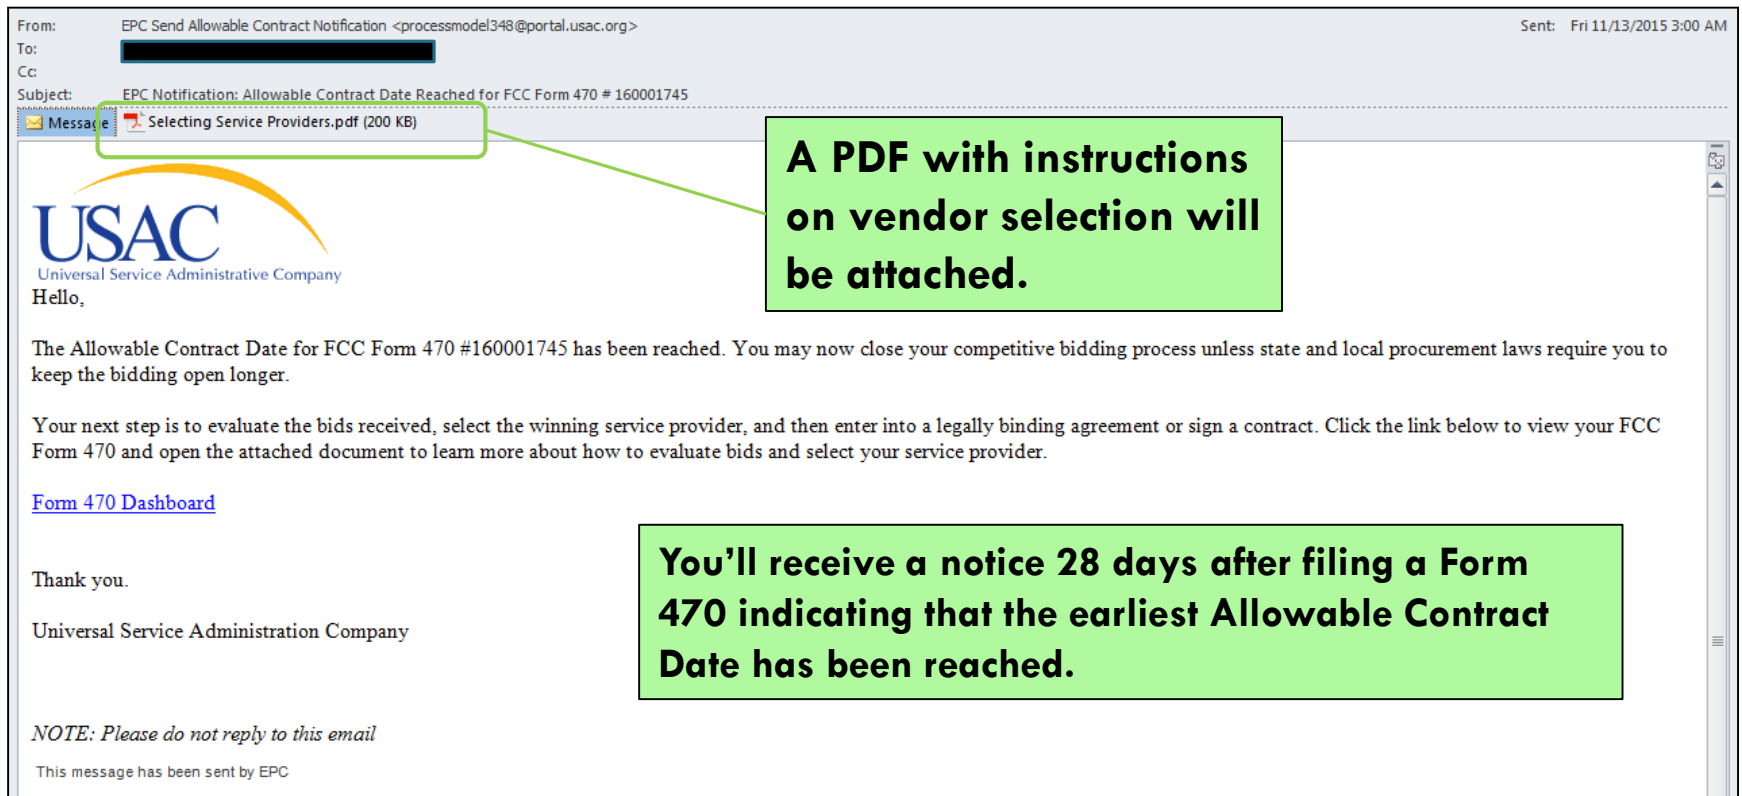 From: EPC Send Allowable Contract Notification <processmodel348@portal.usac.org> Sent: Fri 11/13/2015 3:00 AM
To:
Cc:
Subject: EPC Notification: Allowable Contract Date Reached for FCC Form 470 # 160001745
Message Selecting Service Providers.pdf (200 KB)
A PDF with instructions
on vendor selection will
be attached.
USAC
Universal Service Administrative Company
Hello,
The Allowable Contract Date for FCC Form 470 #160001745 has been reached. You may now close your competitive bidding process unless state and local procurement laws require you to
keep the bidding open longer.
Your next step is to evaluate the bids received, select the winning service provider, and then enter into a legally binding agreement or sign a contract. Click the link below to view your FCC
Form 470 and open the attached document to learn more about how to evaluate bids and select your service provider.
Form 470 Dashboard
You'll receive a notice 28 days after filing a Form
470 indicating that the earliest Allowable Contract
Date has been reached.
Thank you.
Universal Service Administration Company
NOTE: Please do not reply to this email
This message has been sent by EPC